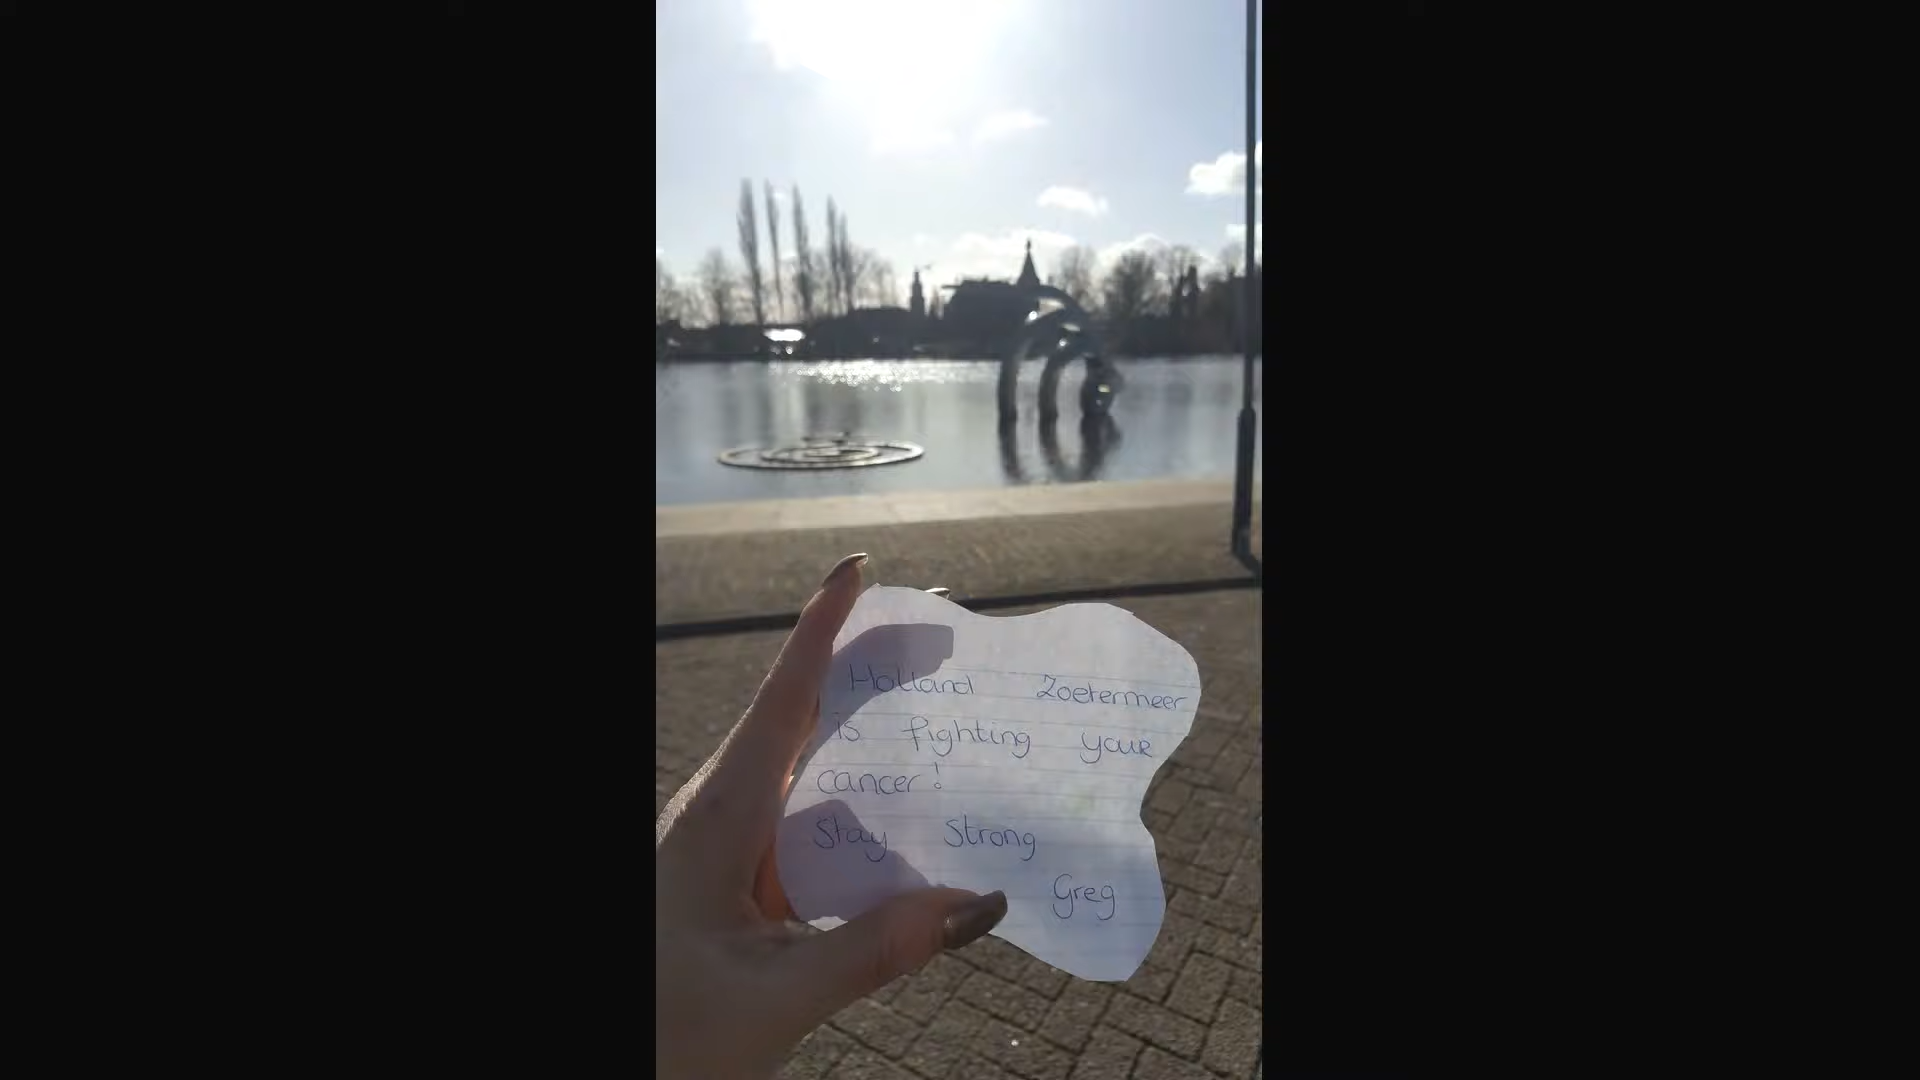 Holland Zoetermeer
is fighting your
cancer!
Stay Strong
Greg